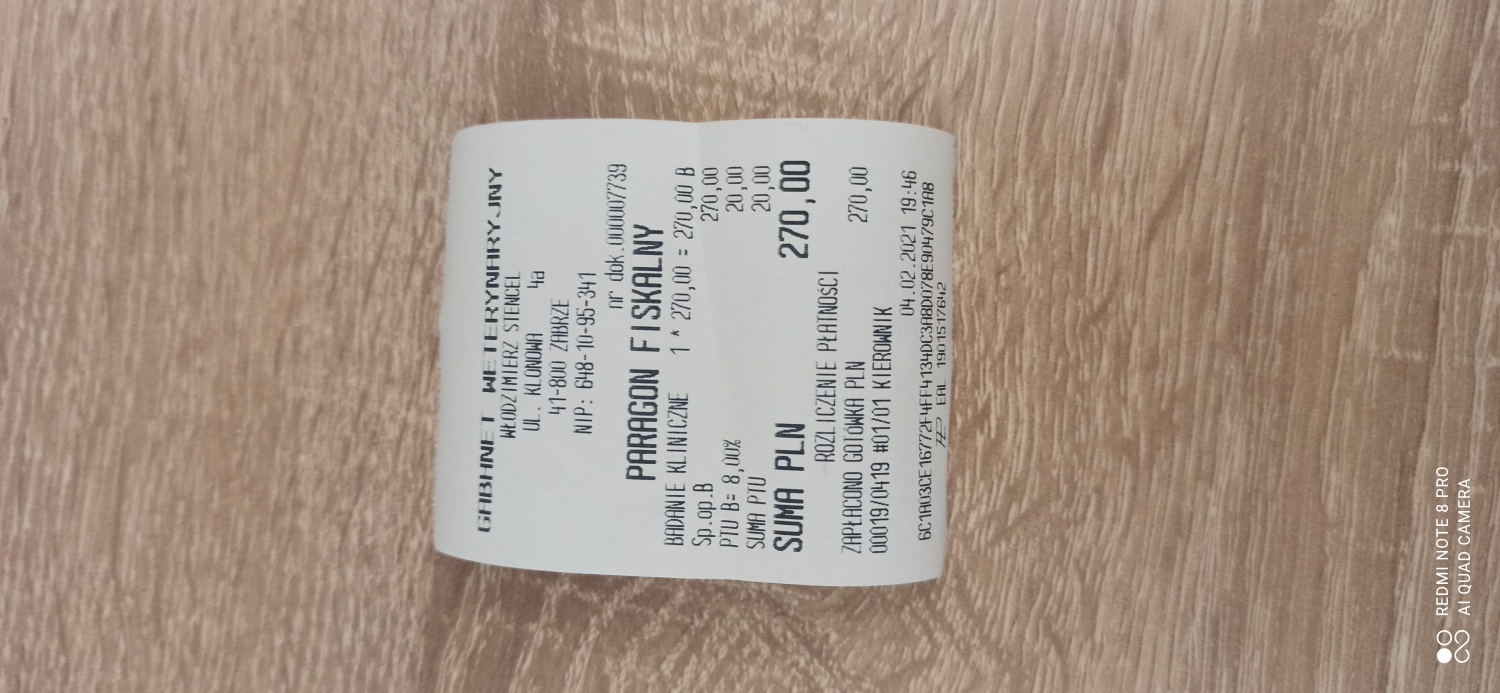 GABINET WETERYNARYJNY
WŁODZIMIERZ STENCEL
UL. KLONOWA 4a
41-800 ZABRZE
NIP: 648-10-95-341
nr dok.000007739
PARAGON FISKALNY
BADANIE KLINICZNE 1 * 270,00 = 270,00 B
Sp.op.B 270,00
PTU B= 8,00% 20,00
SUMA PTU 20,00
SUMA PLN 270,00
ROZLICZENIE PŁATNOŚCI
ZAPŁACONO GOTÓWKA PLN 270,00
00019/0419 #01/01 KIEROWNIK
04.02.2021 19:46
EAL 1901517642
REDMI NOTE 8 PRO
AI QUAD CAMERA